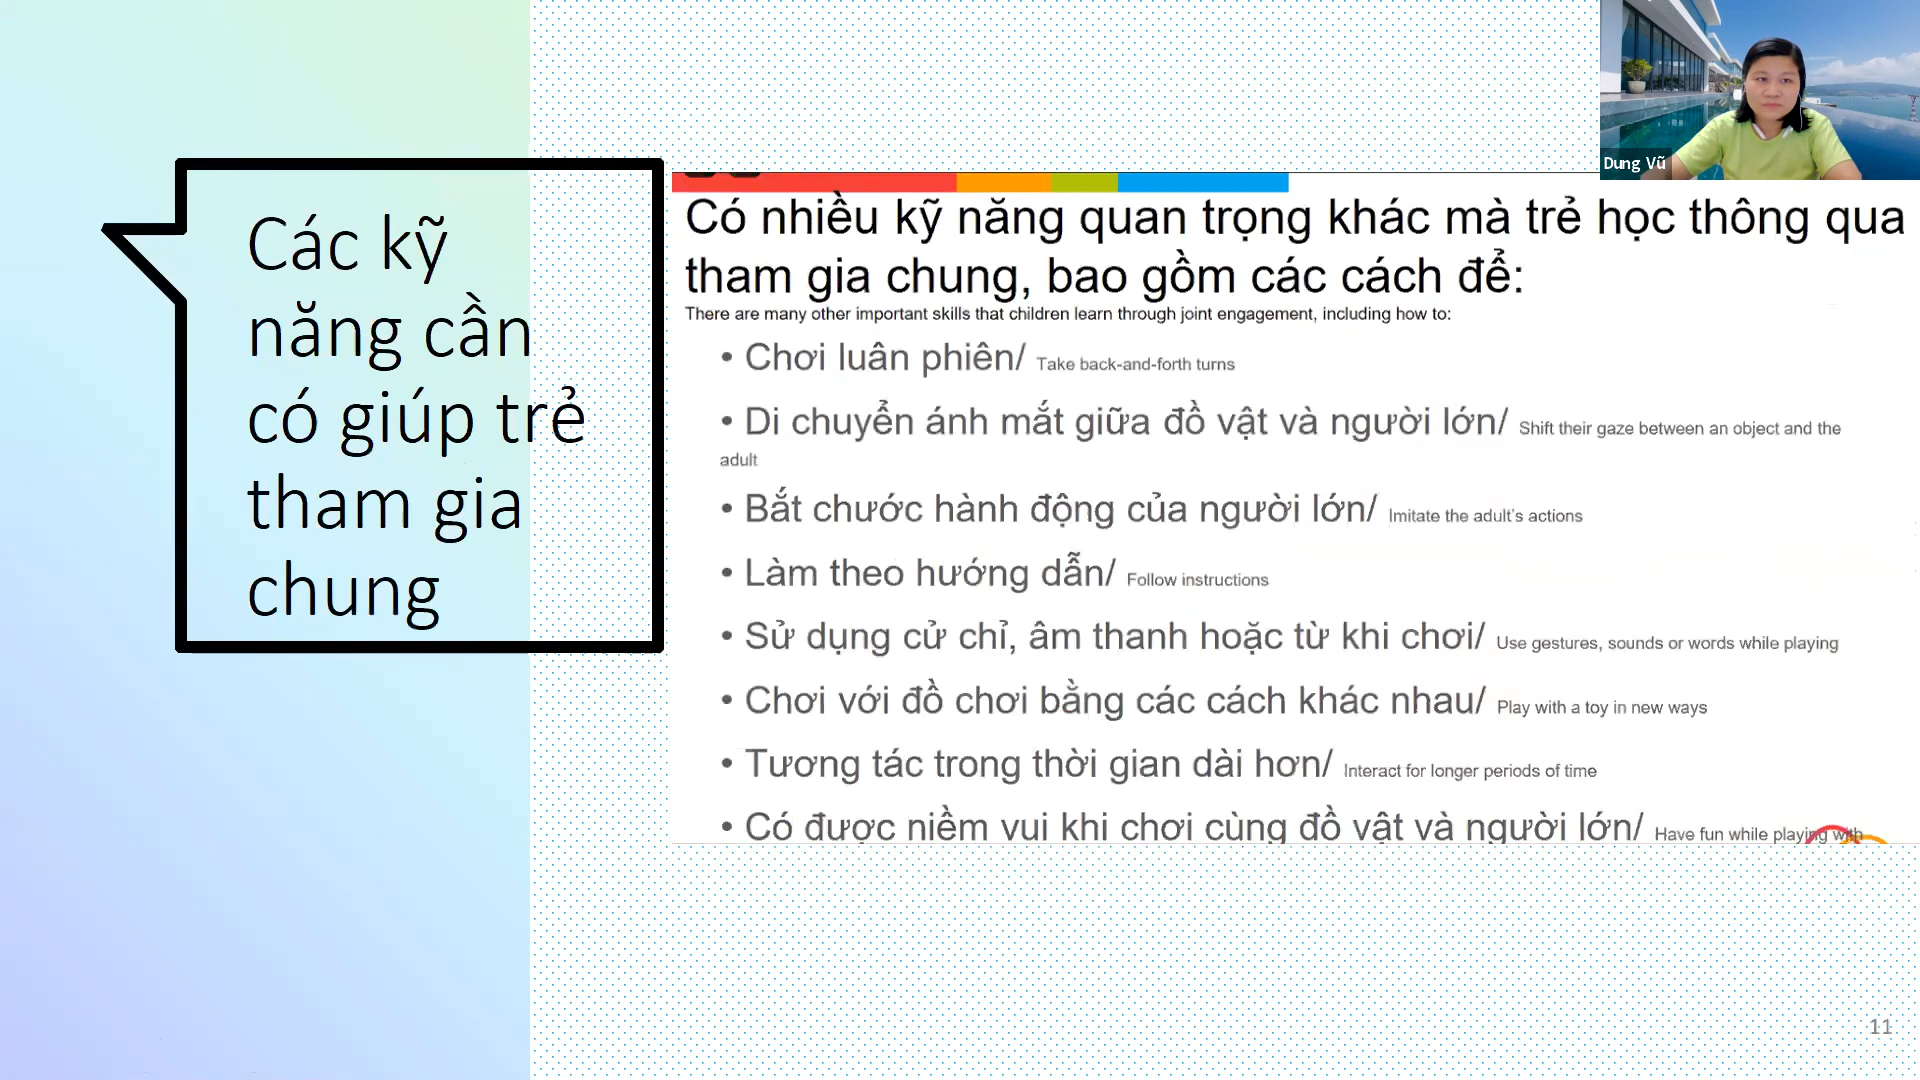 Các kỹ
năng cần
có giúp trẻ
tham gia
chung
Có nhiều kỹ năng quan trọng khác mà trẻ học thông qua
tham gia chung, bao gồm các cách để:
There are many other important skills that children learn through joint engagement, including how to:
• Chơi luân phiên/ Take back-and-forth turns
• Di chuyển ánh mắt giữa đồ vật và người lớn/ Shift their gaze between an object and the
adult
• Bắt chước hành động của người lớn/ Imitate the adult's actions
• Làm theo hướng dẫn/ Follow instructions
• Sử dụng cử chỉ, âm thanh hoặc từ khi chơi/ Use gestures, sounds or words while playing
• Chơi với đồ chơi bằng các cách khác nhau/ Play with a toy in new ways
• Tương tác trong thời gian dài hơn/ Interact for longer periods of time
• Có được niềm vui khi chơi cùng đồ vật và người lớn/ Have fun while playing with
Dung Vũ
11